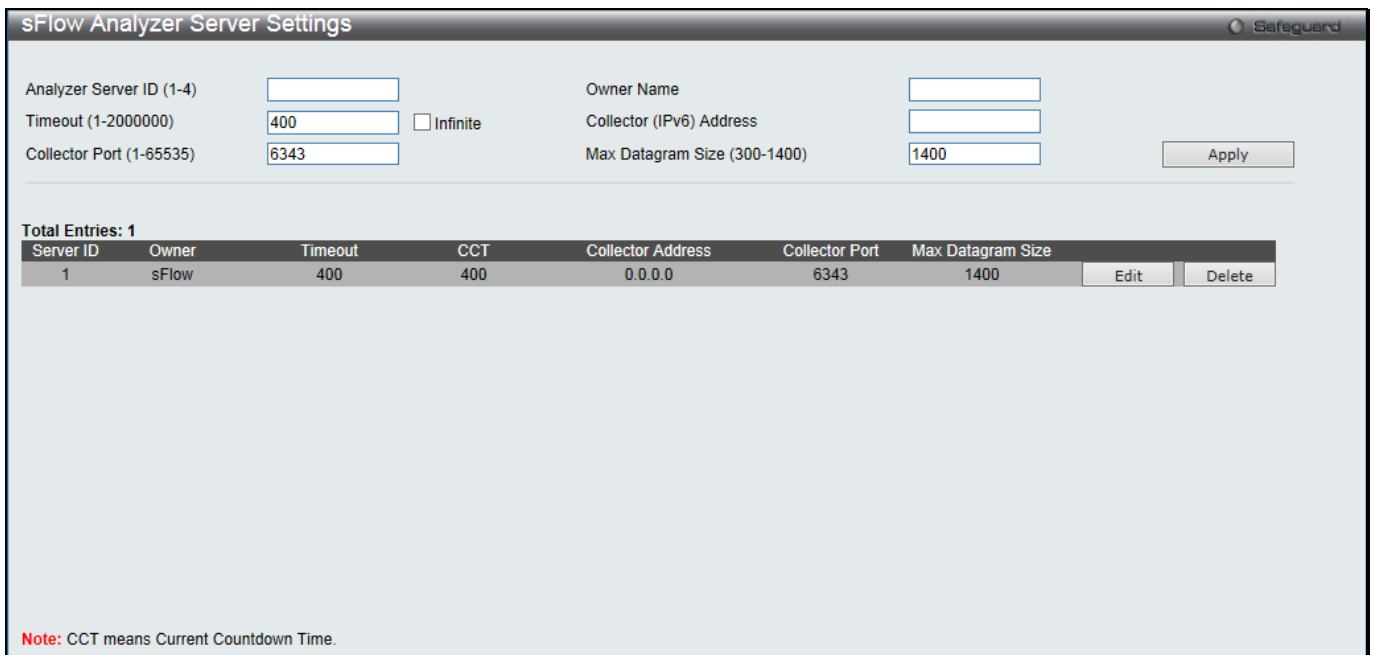 sFlow Analyzer Server Settings
Safeguard
Analyzer Server ID (1-4)
Owner Name
Timeout (1-2000000) 400 Infinite
Collector (IPv6) Address
Collector Port (1-65535) 6343
Max Datagram Size (300-1400) 1400 Apply
Total Entries: 1
Server ID Owner Timeout CCT Collector Address Collector Port Max Datagram Size
1 sFlow 400 400 0.0.0.0 6343 1400 Edit Delete
Note: CCT means Current Countdown Time.